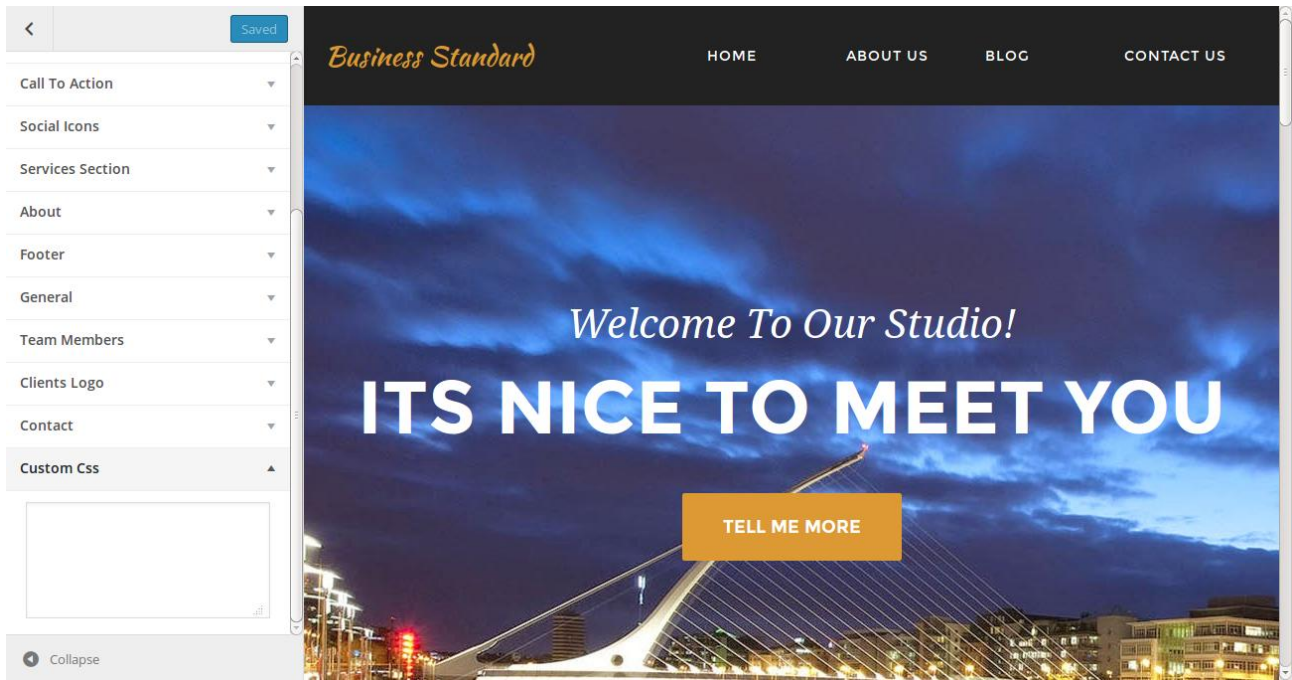 Saved
Call To Action
Social Icons
Services Section
About
Footer
General
Team Members
Clients Logo
Contact
Custom Css
Collapse
Business Standard
HOME ABOUT US BLOG CONTACT US
Welcome To Our Studio!
ITS NICE TO MEET YOU
TELL ME MORE